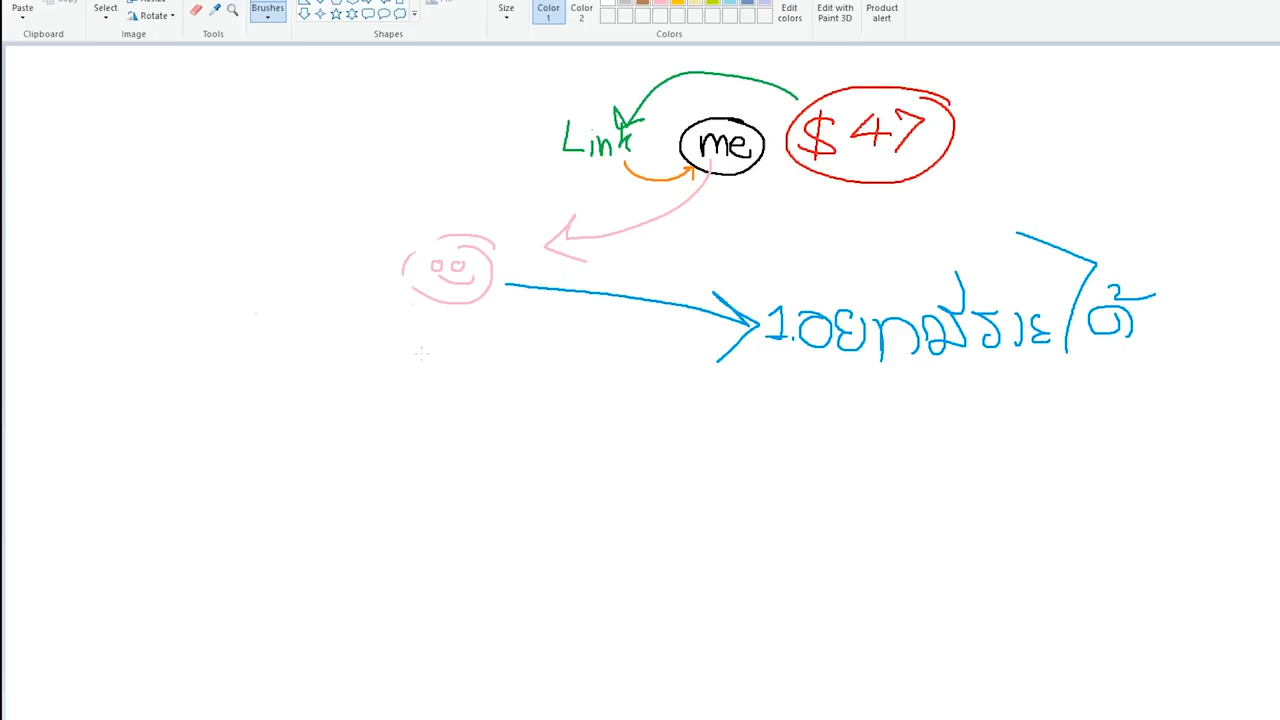 Paste
Select
Rotate
Brushes
Size
Color 1
Color 2
Edit colors
Edit with Paint 3D
Product alert
Clipboard
Image
Tools
Shapes
Colors
Link me $ 47
1.